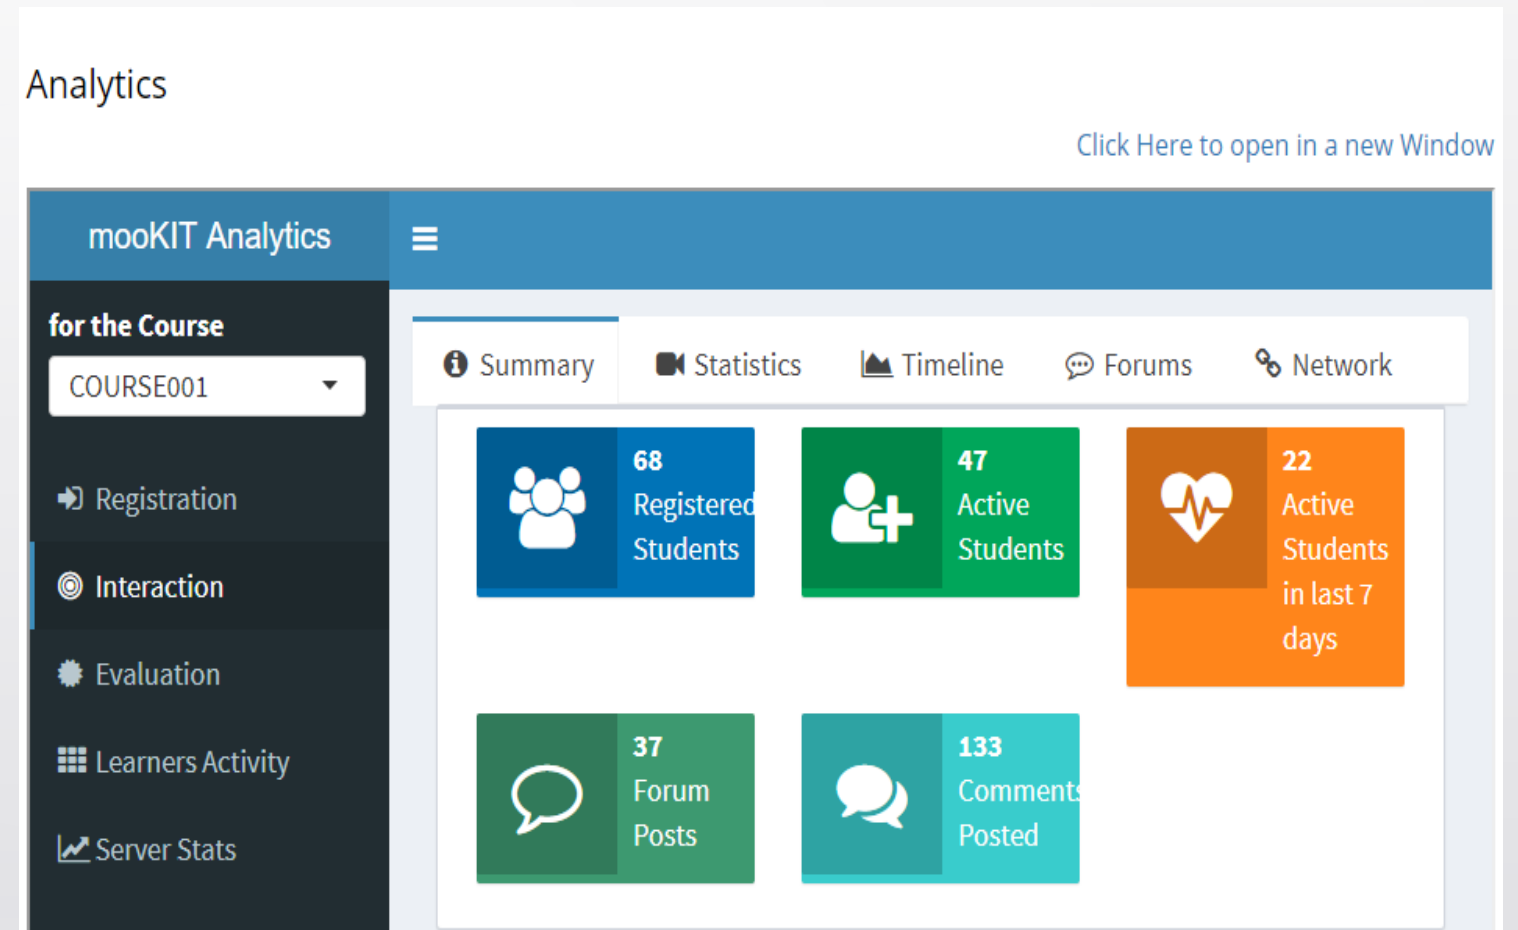 Analytics
Click Here to open in a new Window
mooKIT Analytics
for the Course
COURSE001
Registration
Interaction
Evaluation
Learners Activity
Server Stats
Summary Statistics Timeline Forums Network
68
Registered
Students
47
Active
Students
22
Active
Students
in last 7
days
37
Forum
Posts
133
Comments
Posted